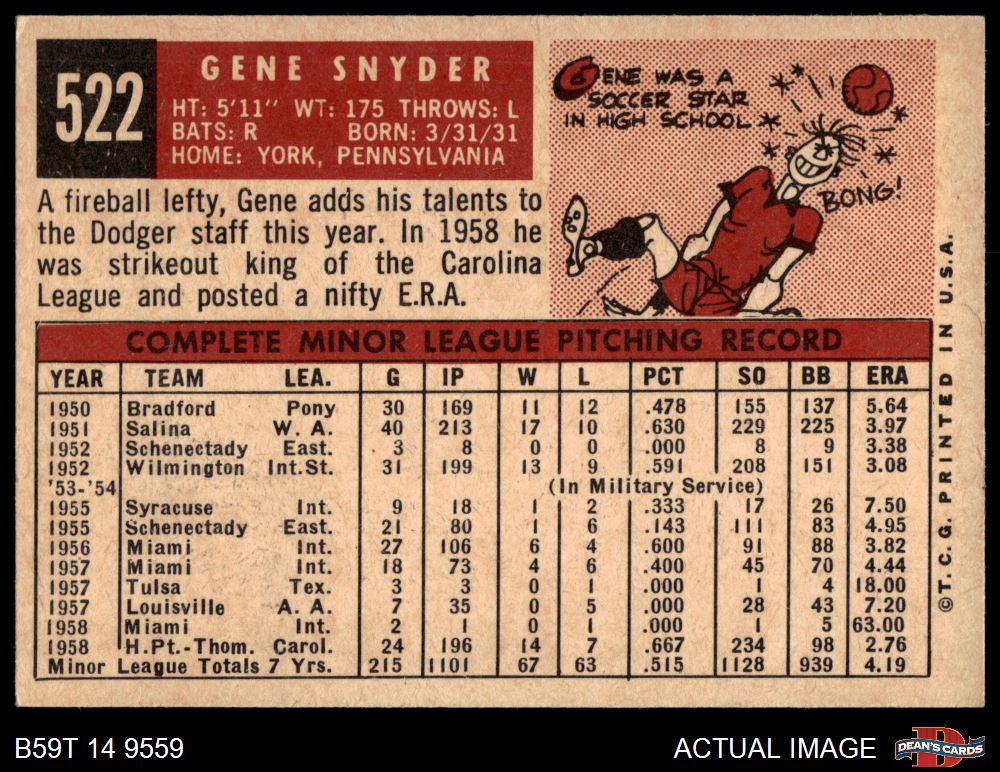 522
GENE SNYDER
HT: 5'11" WT: 175 THROWS: L
BATS: R BORN: 3/31/31
HOME: YORK, PENNSYLVANIA
GENE WAS A
SOCCER STAR
IN HIGH SCHOOL
BONG!
A fireball lefty, Gene adds his talents to
the Dodger staff this year. In 1958 he
was strikeout king of the Carolina
League and posted a nifty E.R.A.
COMPLETE MINOR LEAGUE PITCHING RECORD
YEAR TEAM LEA. G IP W L PCT SO BB ERA
1950 Bradford Pony 30 169 11 12 .478 155 137 5.64
1951 Salina W. A. 40 213 17 10 .630 229 225 3.97
1952 Schenectady East. 3 8 0 0 .000 8 9 3.38
1952 Wilmington Int.St. 31 199 13 9 .591 208 151 3.08
'53-'54 (In Military Service)
1955 Syracuse Int. 9 18 1 2 .333 17 26 7.50
1955 Schenectady East. 21 80 1 6 .143 111 83 4.95
1956 Miami Int. 27 106 6 4 .600 91 88 3.82
1957 Miami Int. 18 73 4 6 .400 45 70 4.44
1957 Tulsa Tex. 3 3 0 1 .000 1 4 18.00
1957 Louisville A. A. 7 35 0 5 .000 28 43 7.20
1958 Miami Int. 2 1 0 1 .000 1 5 63.00
1958 H.Pt.-Thom. Carol. 24 196 14 7 .667 234 98 2.76
Minor League Totals 7 Yrs. 215 1101 67 63 .515 1128 939 4.19
©T.C.G. PRINTED IN U.S.A.
B59T 14 9559
ACTUAL IMAGE
DEAN'S CARDS